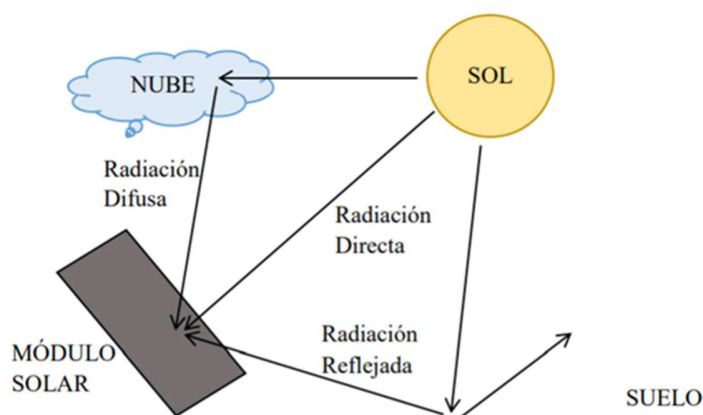 NUBE
SOL
Radiación
Difusa
Radiación
Directa
Radiación
Reflejada
MÓDULO
SOLAR
SUELO